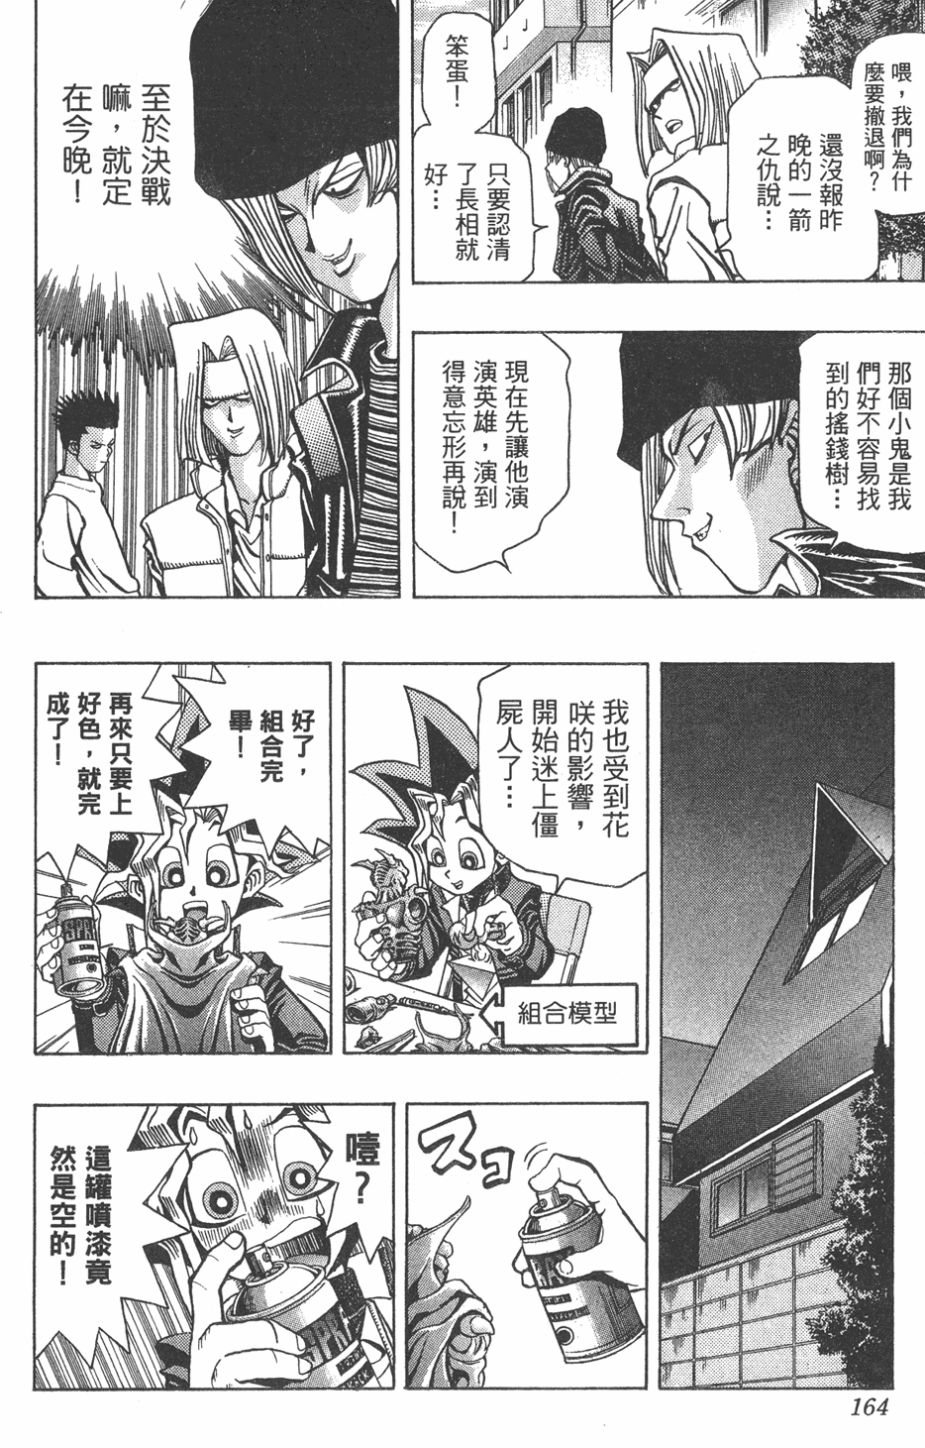 喂，我們為什
麼要撤退啊？
還沒報昨
晚的一箭
之仇說…
笨蛋！
只要認清
了長相就
好…
至於決戰
嘛，就定
在今晚！
那個小鬼是我
們好不容易找
到的搖錢樹…
現在先讓他演
演英雄，演到
得意忘形再說！
我也受到花
咲的影響，
開始迷上僵
屍人了…
組合模型
好了，
組合完
畢！
再來只要上
好色，就完
成了！
SPR
スコ
噎？
SPR
這罐噴漆竟
然是空的！
164